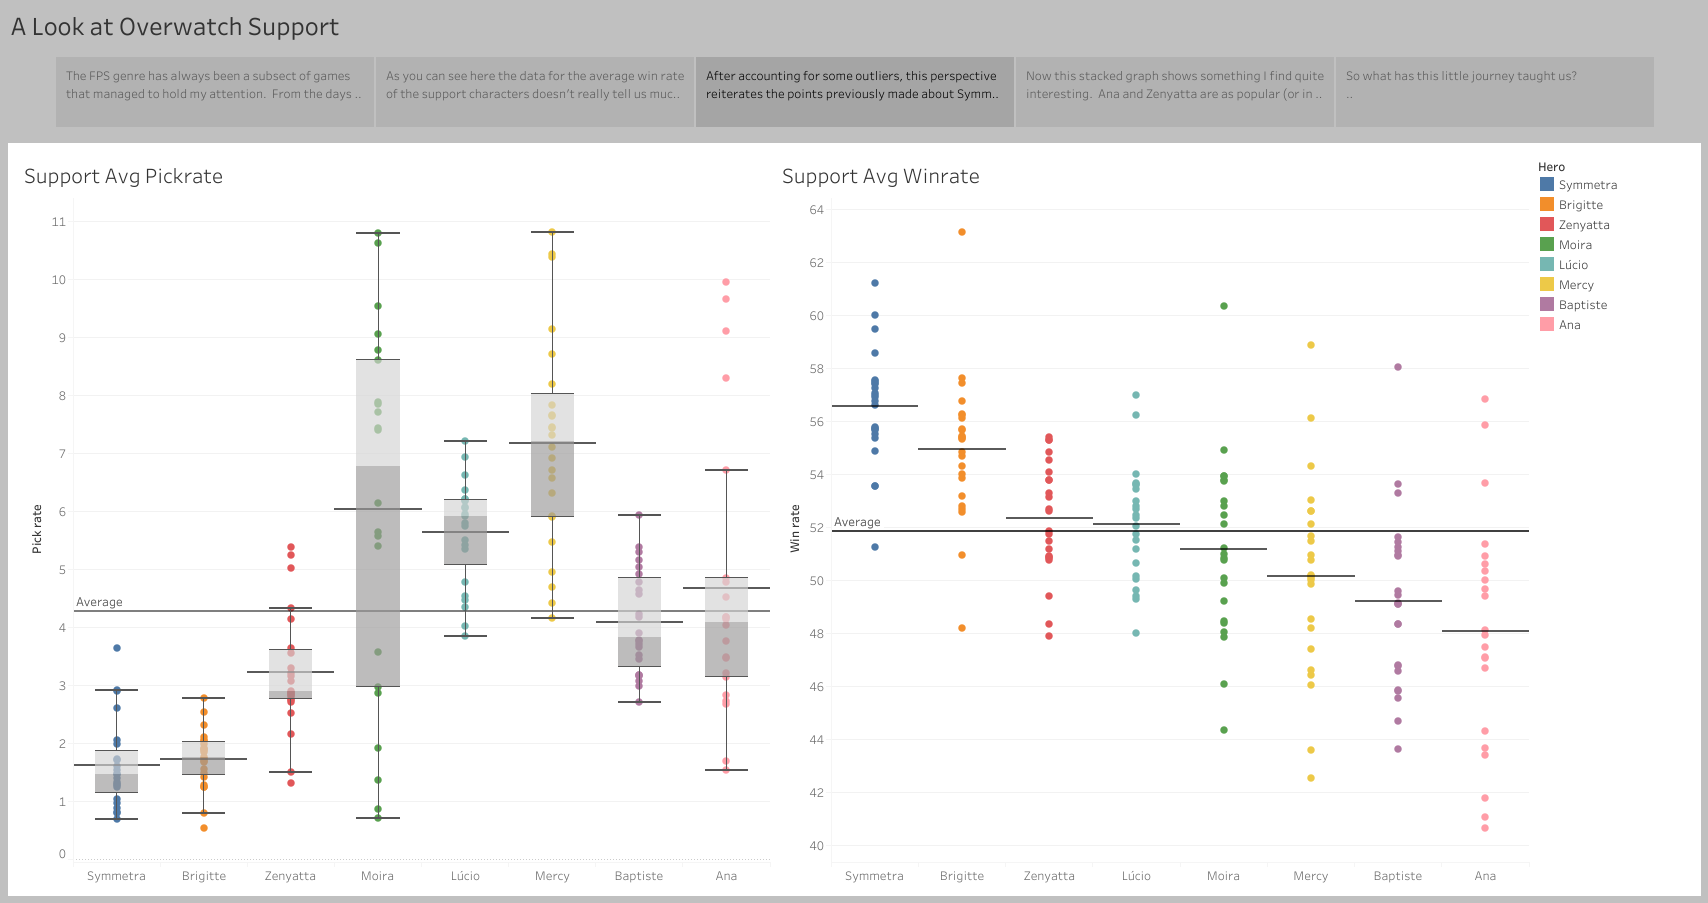 A Look at Overwatch Support
The FPS genre has always been a subsect of games
that managed to hold my attention. From the days ..
As you can see here the data for the average win rate
of the support characters doesn't really tell us muc..
After accounting for some outliers, this perspective
reiterates the points previously made about Symm..
Now this stacked graph shows something I find quite
interesting. Ana and Zenyatta are as popular (or in ..
So what has this little journey taught us?
..
Support Avg Pickrate
11
10
9
8
7
6
5
4
3
2
1
0
Pick rate
Average
Symmetra
Brigitte
Zenyatta
Moira
Lúcio
Mercy
Baptiste
Ana
Support Avg Winrate
64
62
60
58
56
54
52
50
48
46
44
42
40
Win rate
Average
Symmetra
Brigitte
Zenyatta
Lúcio
Moira
Mercy
Baptiste
Ana
Hero
Symmetra
Brigitte
Zenyatta
Moira
Lúcio
Mercy
Baptiste
Ana